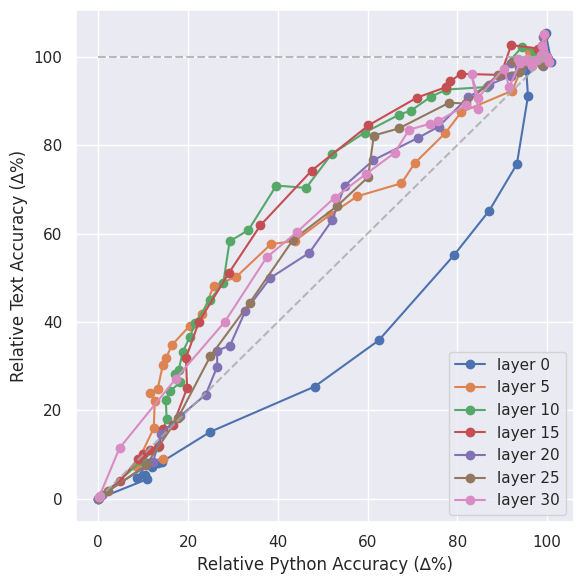 100
80
60
40
20
0
Relative Text Accuracy (Δ%)
layer 0
layer 5
layer 10
layer 15
layer 20
layer 25
layer 30
0 20 40 60 80 100
Relative Python Accuracy (Δ%)